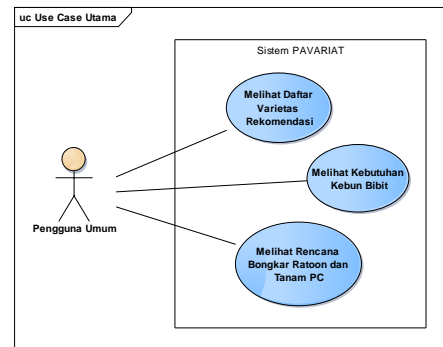 uc Use Case Utama
Sistem PAVARIAT
Melihat Daftar
Varietas
Rekomendasi
Melihat Kebutuhan
Kebun Bibit
Pengguna Umum
Melihat Rencana
Bongkar Ratoon dan
Tanam PC